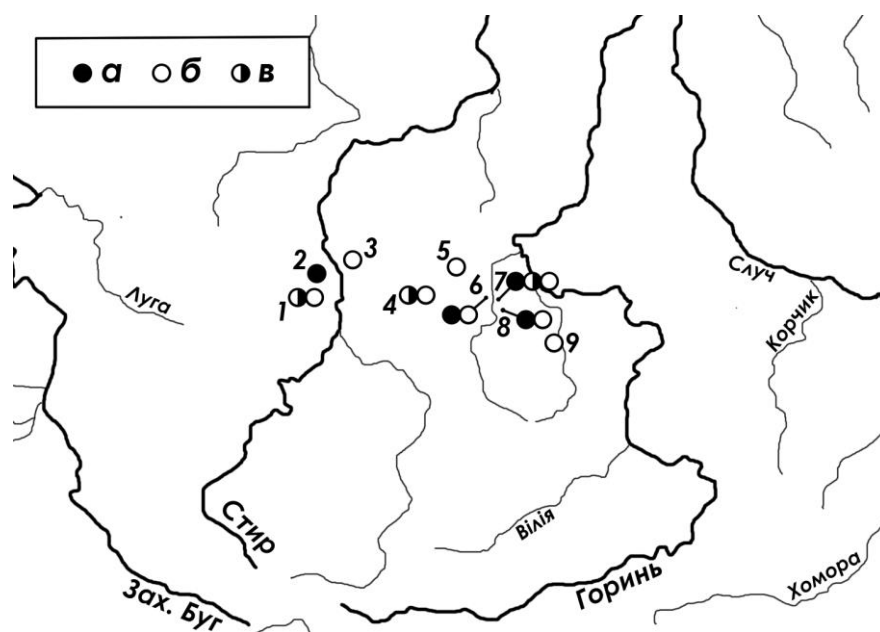 а б в
3
2
5
6
7
Случ
Луга
1
4
8
Корчик
9
Стир
Вілія
Зах. Буг
Горинь
Хомора